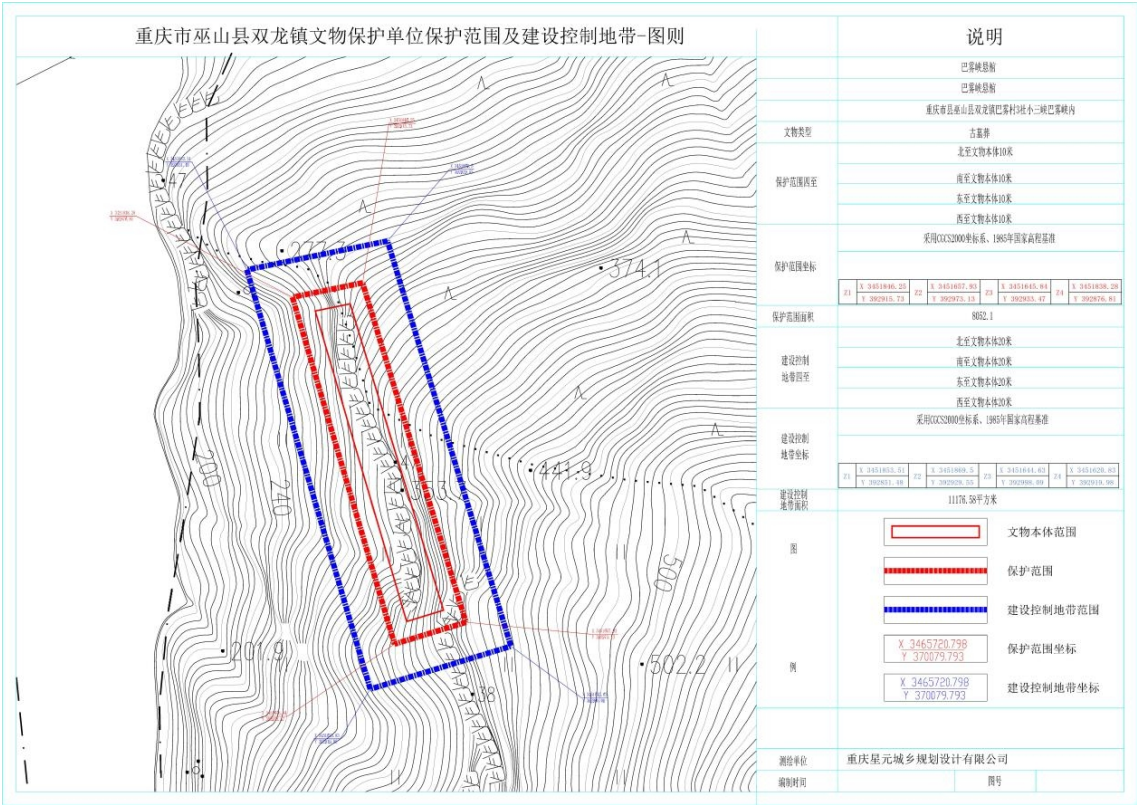 重庆市巫山县双龙镇文物保护单位保护范围及建设控制地带-图则
说明
巴雾峡悬棺
巴雾峡悬棺
重庆市县巫山县双龙镇巴雾村3社小三峡巴雾峡内
文物类型
古墓葬
保护范围四至
北至文物本体10米
南至文物本体10米
东至文物本体10米
西至文物本体10米
保护范围坐标
采用CGCS2000坐标系、1985年国家高程基准
Z1 X 3451846.25 Z2 X 3451857.93 Z3 X 3451645.04 Z4 X 3451638.28
Y 392915.73 Y 392973.13 Y 392933.47 Y 392876.81
保护范围面积
8052.1
建设控制
地带四至
北至文物本体20米
南至文物本体20米
东至文物本体20米
西至文物本体20米
建设控制
地带坐标
采用CGCS2000坐标系、1985年国家高程基准
Z1 X 3451853.51 Z2 X 3451869.5 Z3 X 3451644.63 Z4 X 3451620.82
Y 392851.48 Y 392929.55 Y 392998.09 Y 392919.98
建设控制
地带面积
11176.58平方米
图
例
文物本体范围
保护范围
建设控制地带范围
X 3465720.798
Y 370079.793
保护范围坐标
X 3465720.798
Y 370079.793
建设控制地带坐标
测绘单位
重庆星元城乡规划设计有限公司
编制时间
图号
47
277.3
374.1
441.9
200
240
500
201.9
502.2
38